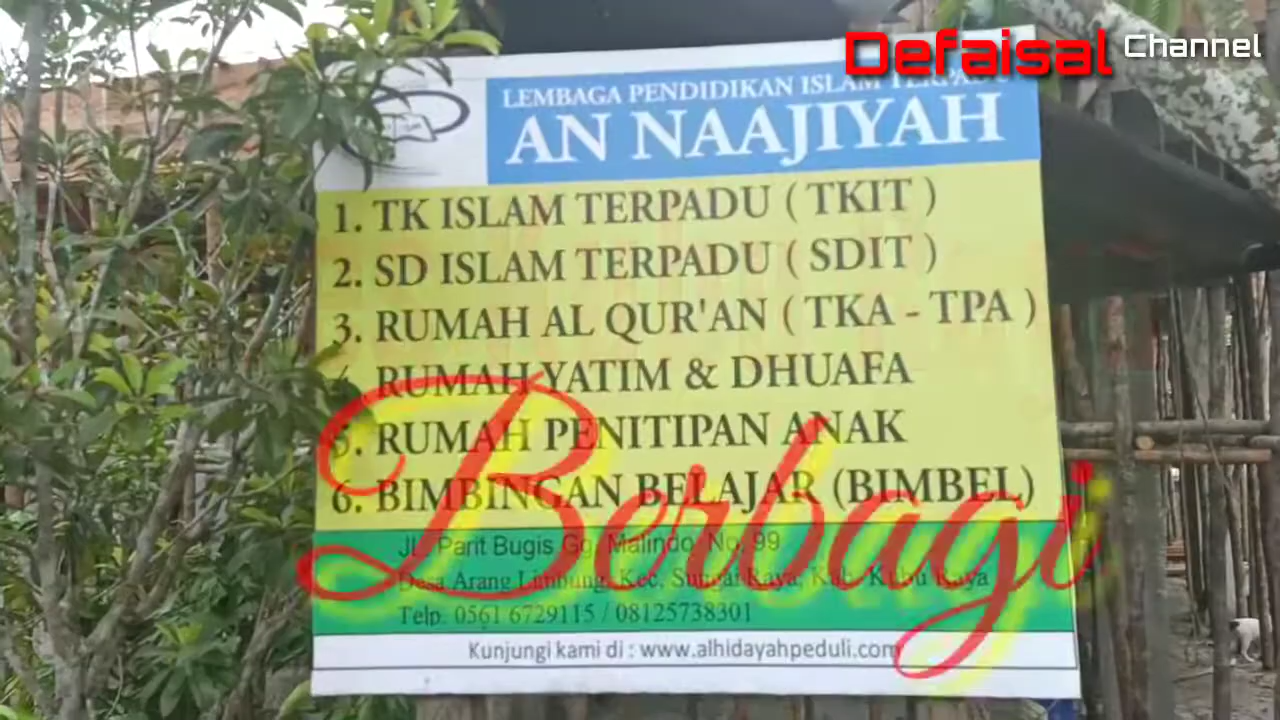 Defaisal Channel
LEMBAGA PENDIDIKAN ISLAM TERPADU
AN NAAJIYAH
1. TK ISLAM TERPADU ( TKIT )
2. SD ISLAM TERPADU ( SDIT )
3. RUMAH AL QUR'AN ( TKA - TPA )
4. RUMAH YATIM & DHUAFA
5. RUMAH PENITIPAN ANAK
6. BIMBINGAN BELAJAR (BIMBEL)
Berbagi
JL. Parit Bugis Gg. Malindo, No, 99
Desa Arang Limbung, Kec. Sungai Raya, Kab. Kubu Raya
Telp. 0561 6729115 / 08125738301
Kunjungi kami di : www.alhidayahpeduli.com